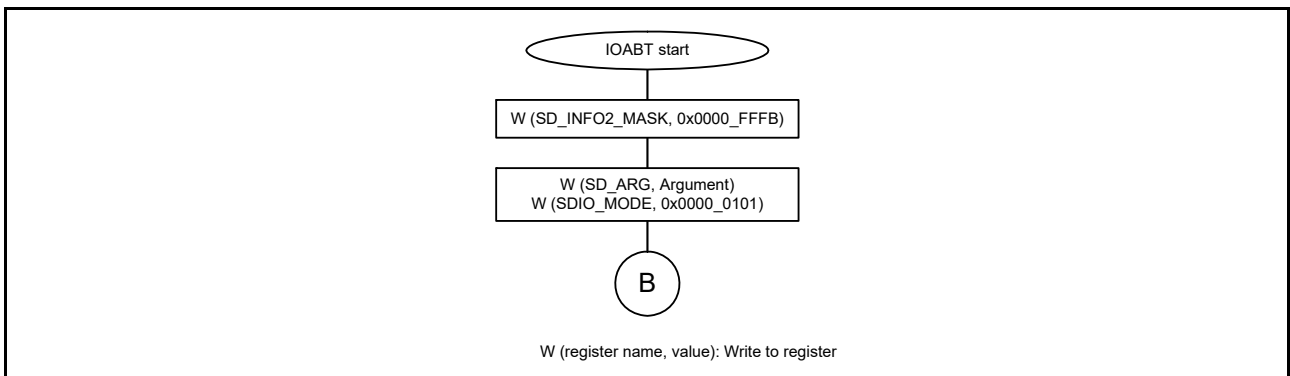 IOABT start
W (SD_INFO2_MASK, 0x0000_FFFB)
W (SD_ARG, Argument)
W (SDIO_MODE, 0x0000_0101)
B
W (register name, value): Write to register